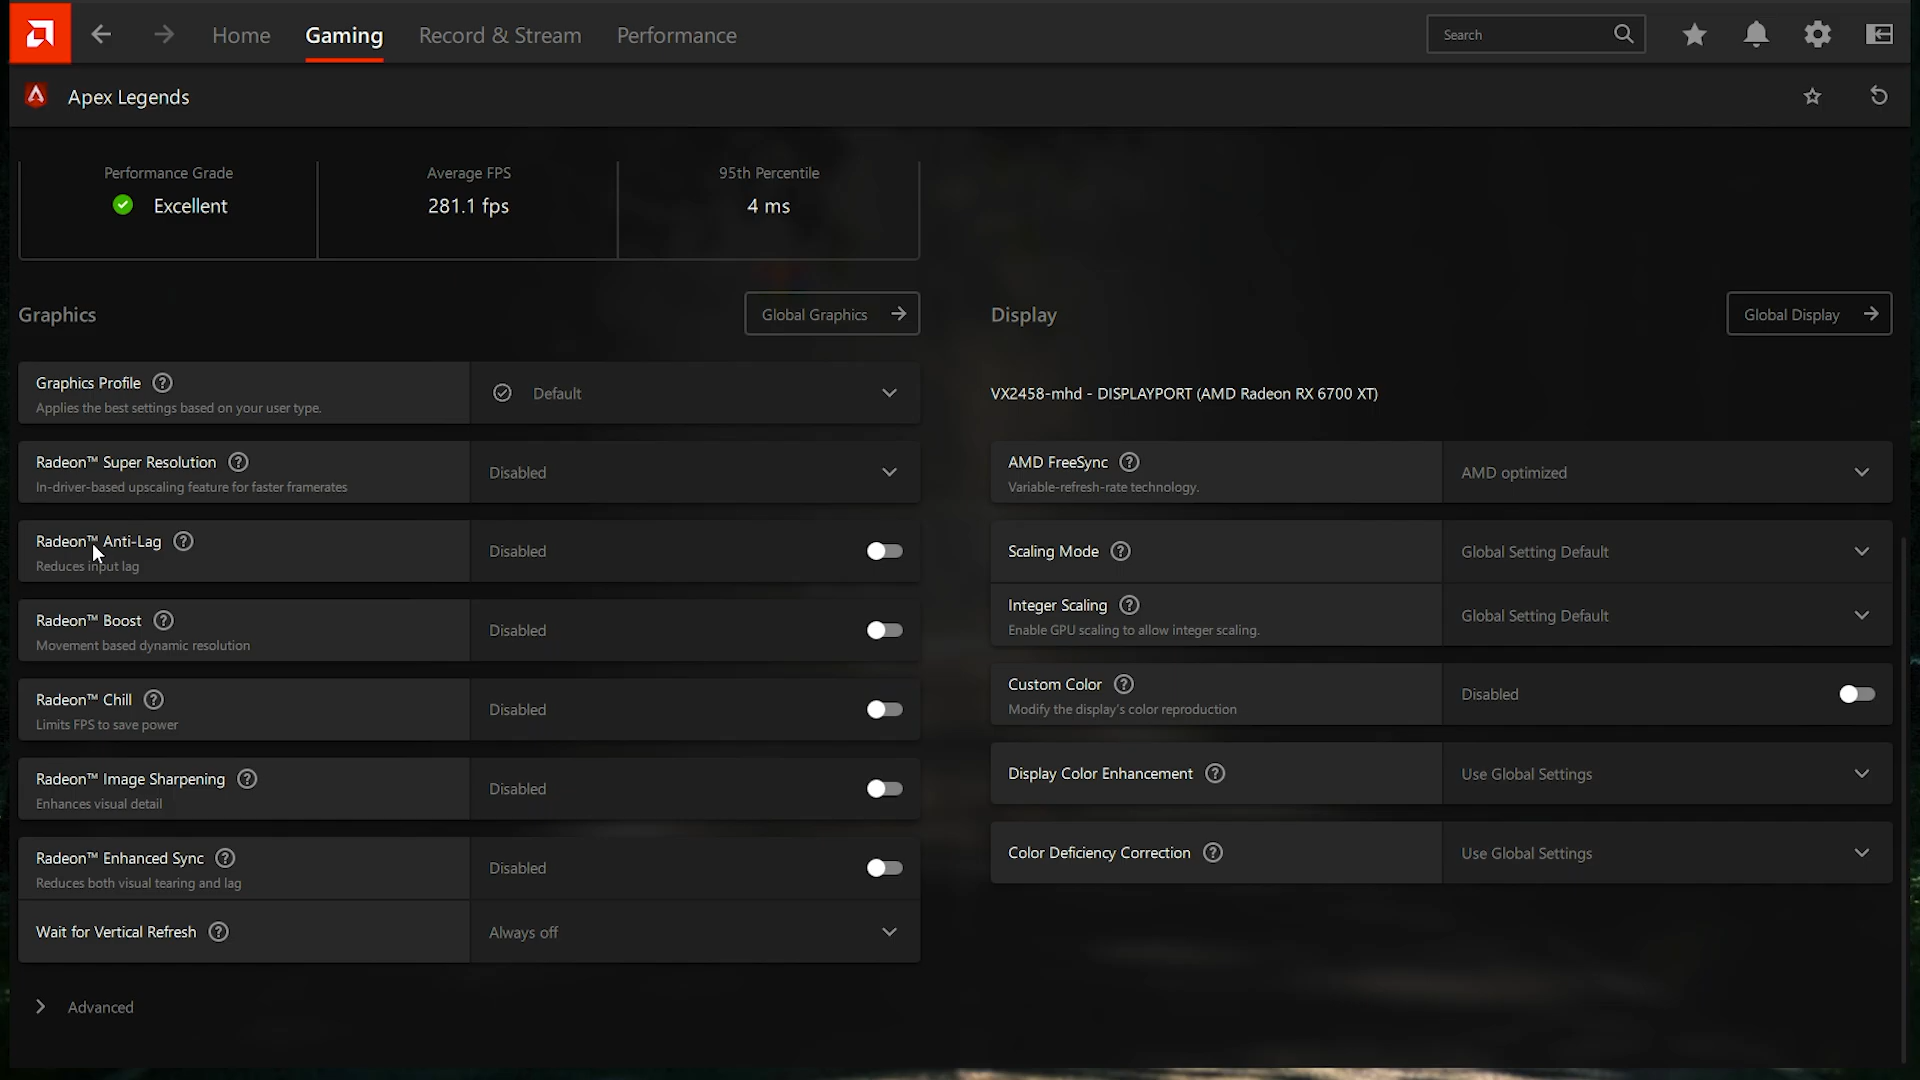 Home Gaming Record & Stream Performance Search
Apex Legends
Performance Grade Average FPS 95th Percentile
Excellent 281.1 fps 4 ms
Graphics Global Graphics Display Global Display
Graphics Profile Default
Applies the best settings based on your user type.
VX2458-mhd - DISPLAYPORT (AMD Radeon RX 6700 XT)
Radeon™ Super Resolution Disabled
In-driver-based upscaling feature for faster framerates
AMD FreeSync AMD optimized
Variable-refresh-rate technology.
Radeon™ Anti-Lag Disabled
Reduces input lag
Scaling Mode Global Setting Default
Integer Scaling Global Setting Default
Enable GPU scaling to allow integer scaling.
Radeon™ Boost Disabled
Movement based dynamic resolution
Radeon™ Chill Disabled
Limits FPS to save power
Custom Color Disabled
Modify the display's color reproduction
Radeon™ Image Sharpening Disabled
Enhances visual detail
Display Color Enhancement Use Global Settings
Radeon™ Enhanced Sync Disabled
Reduces both visual tearing and lag
Color Deficiency Correction Use Global Settings
Wait for Vertical Refresh Always off
Advanced